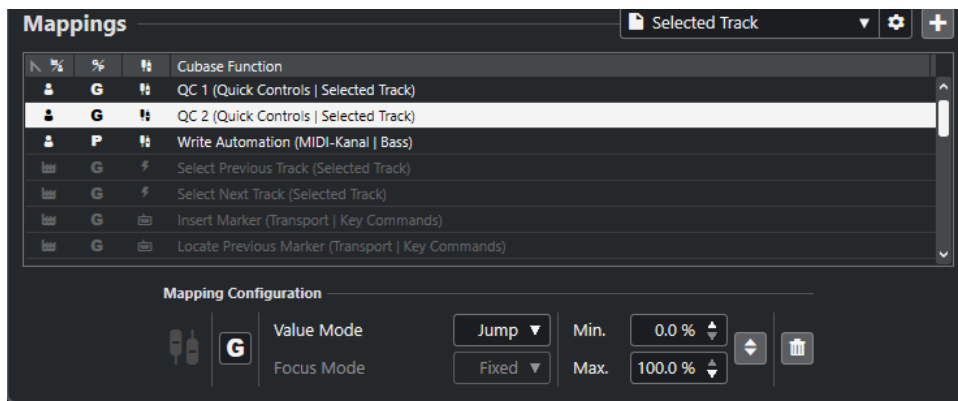 Mappings
Selected Track
Cubase Function
G QC 1 (Quick Controls | Selected Track)
G QC 2 (Quick Controls | Selected Track)
P Write Automation (MIDI-Kanal | Bass)
G Select Previous Track (Selected Track)
G Select Next Track (Selected Track)
G Insert Marker (Transport | Key Commands)
G Locate Previous Marker (Transport | Key Commands)
Mapping Configuration
G Value Mode Jump Min. 0.0 %
Focus Mode Fixed Max. 100.0 %